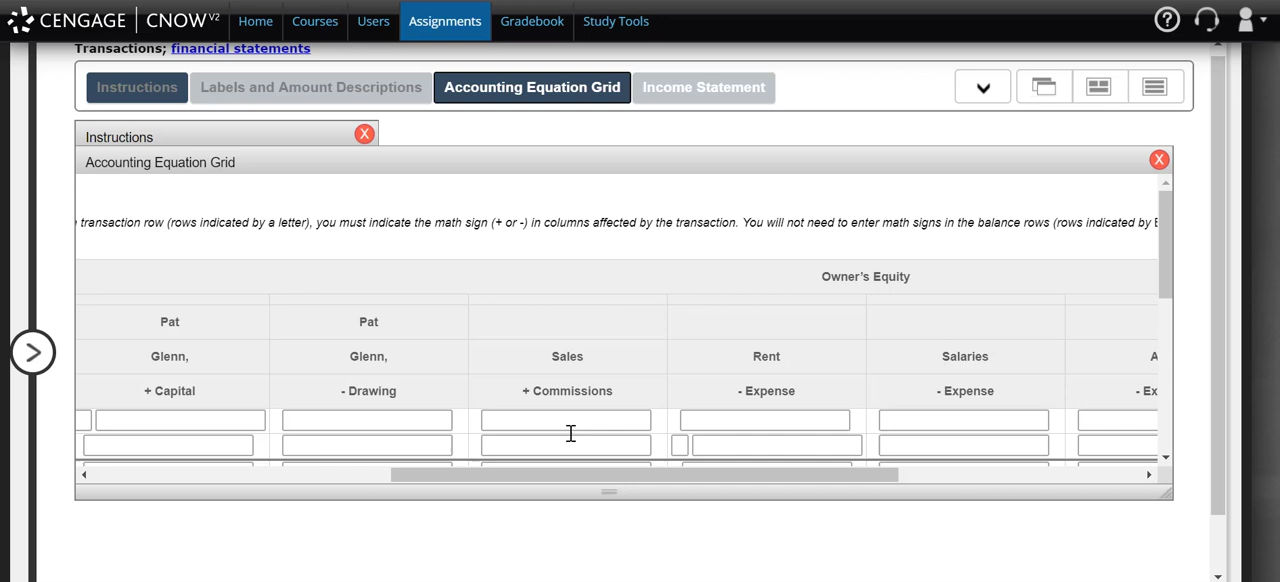 CENGAGE CNOWV2 Home Courses Users Assignments Gradebook Study Tools
Transactions; financial statements
Instructions Labels and Amount Descriptions Accounting Equation Grid Income Statement
Instructions X
Accounting Equation Grid X
transaction row (rows indicated by a letter), you must indicate the math sign (+ or -) in columns affected by the transaction. You will not need to enter math signs in the balance rows (rows indicated by
Owner's Equity
Pat Pat
Glenn, Glenn, Sales Rent Salaries A
+ Capital - Drawing + Commissions - Expense - Expense - Ex